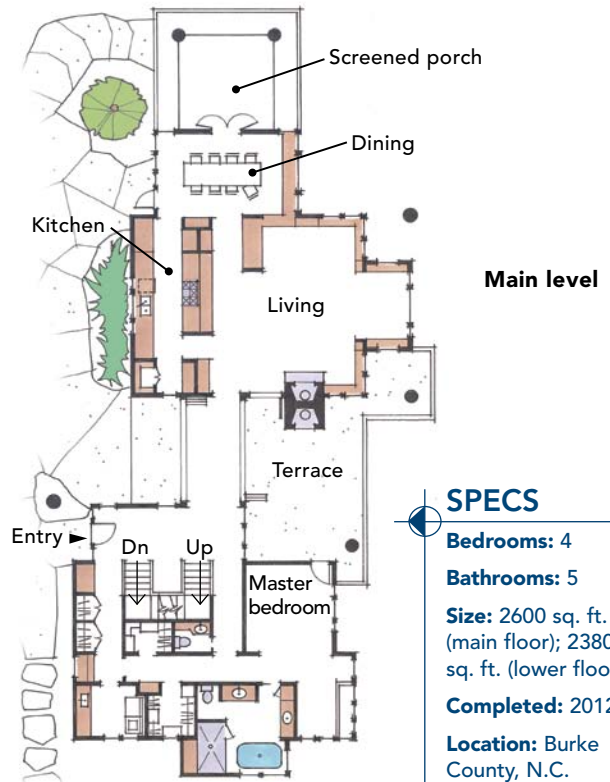 Screened porch
Dining
Kitchen
Main level
Living
Terrace
Entry
Dn
Up
Master
bedroom
SPECS
Bedrooms: 4
Bathrooms: 5
Size: 2600 sq. ft.
(main floor); 2380
sq. ft. (lower floo
Completed: 2012
Location: Burke
County, N.C.